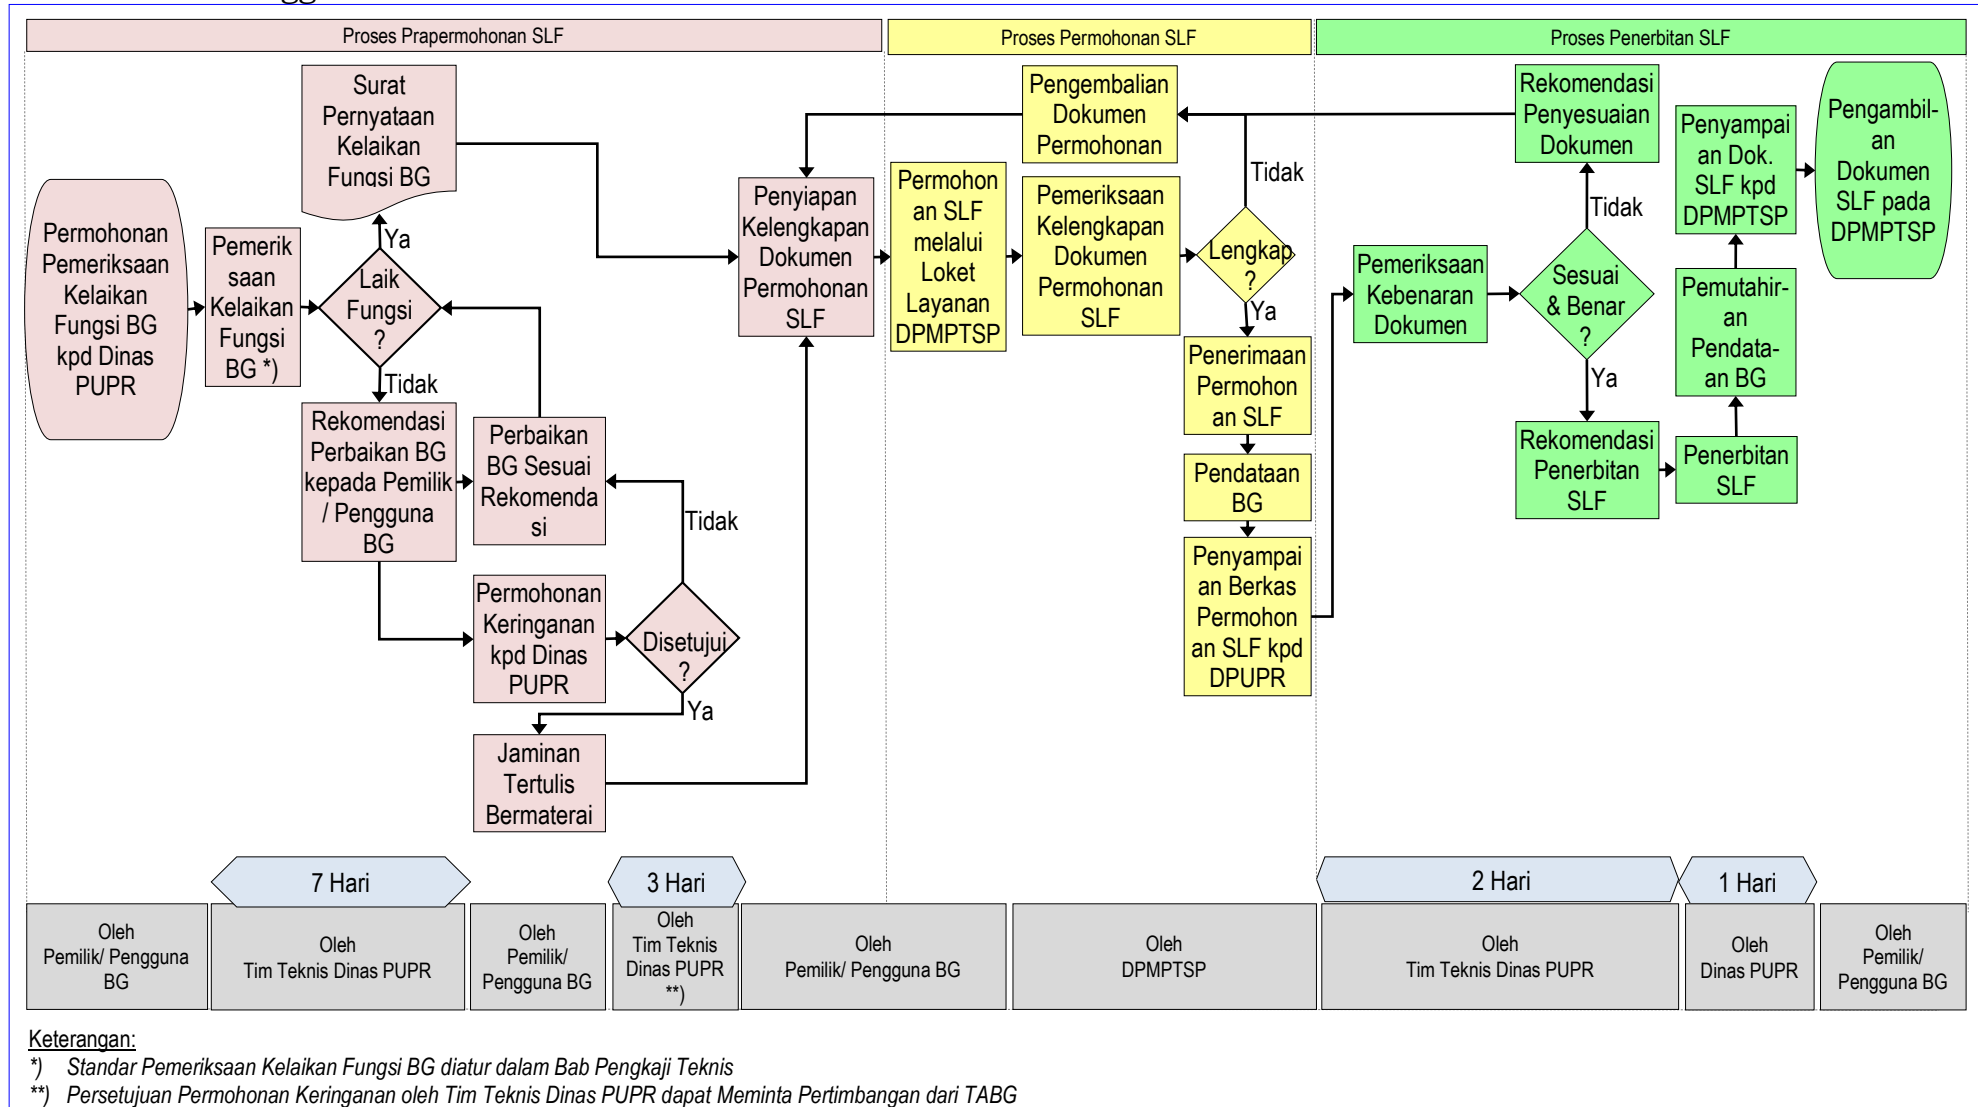 Proses Prapermohonan SLF
Proses Permohonan SLF
Proses Penerbitan SLF
Surat
Pernyataan
Kelaikan
Fungsi BG
Permohonan
Pemeriksaan
Kelaikan
Fungsi BG
kpd Dinas
PUPR
Pemerik
saan
Kelaikan
Fungsi
BG *)
Ya
Laik
Fungsi
?
Tidak
Rekomendasi
Perbaikan BG
kepada Pemilik
/ Pengguna
BG
Perbaikan
BG Sesuai
Rekomenda
si
Tidak
Permohonan
Keringanan
kpd Dinas
PUPR
Disetujui
?
Ya
Jaminan
Tertulis
Bermaterai
Penyiapan
Kelengkapan
Dokumen
Permohonan
SLF
Pengembalian
Dokumen
Permohonan
Permohon
an SLF
melalui
Loket
Layanan
DPMPTSP
Pemeriksaan
Kelengkapan
Dokumen
Permohonan
SLF
Tidak
Lengkap
?
Ya
Penerimaan
Permohon
an SLF
Pendataan
BG
Penyampai
an Berkas
Permohon
an SLF kpd
DPUPR
Pemeriksaan
Kebenaran
Dokumen
Rekomendasi
Penyesuaian
Dokumen
Tidak
Sesuai
& Benar
?
Ya
Rekomendasi
Penerbitan
SLF
Penerbitan
SLF
Pemutahir-
an
Pendata-
an BG
Penyampai
an Dok.
SLF kpd
DPMPTSP
Pengambil-
an
Dokumen
SLF pada
DPMPTSP
7 Hari
3 Hari
2 Hari
1 Hari
Oleh
Pemilik/ Pengguna
BG
Oleh
Tim Teknis Dinas PUPR
Oleh
Pemilik/
Pengguna BG
Oleh
Tim Teknis
Dinas PUPR
**)
Oleh
Pemilik/ Pengguna BG
Oleh
DPMPTSP
Oleh
Tim Teknis Dinas PUPR
Oleh
Dinas PUPR
Oleh
Pemilik/
Pengguna BG
Keterangan:
*) Standar Pemeriksaan Kelaikan Fungsi BG diatur dalam Bab Pengkaji Teknis
**) Persetujuan Permohonan Keringanan oleh Tim Teknis Dinas PUPR dapat Meminta Pertimbangan dari TABG